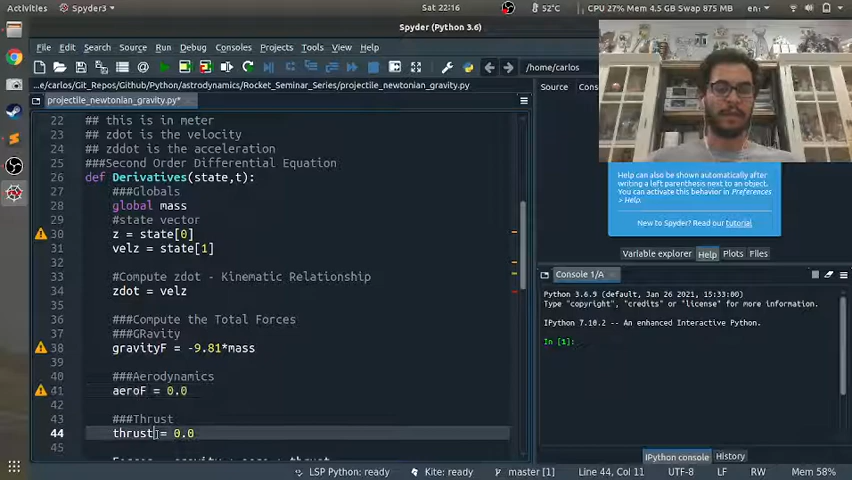 Activities Spyder3 Sat 22:16 52°C CPU 27% Mem 4.5 GB Swap 875 MB en
Spyder (Python 3.6)
File Edit Search Source Run Debug Consoles Projects Tools View Help
/home/carlos
…e/carlos/Git_Repos/Github/Python/astrodynamics/Rocket_Seminar_Series/projectile_newtonian_gravity.py
Source Cons
projectile_newtonian_gravity.py*
22 ## this is in meter
23 ## zdot is the velocity
24 ## zddot is the acceleration
25 ###Second Order Differential Equation
26 def Derivatives(state,t):
27 ###Globals
28 global mass
29 #state vector
30 z = state[0]
31 velz = state[1]
32
33 #Compute zdot - Kinematic Relationship
34 zdot = velz
35
36 ###Compute the Total Forces
37 ###GRavity
38 gravityF = -9.81*mass
39
40 ###Aerodynamics
41 aeroF = 0.0
42
43 ###Thrust
44 thrust = 0.0
45
Help can also be shown automatically
after writing a left parenthesis next to an object.
You can activate this behavior in Preferences
> Help.
New to Spyder? Read our tutorial
Variable explorer Help Plots Files
Console 1/A
Python 3.6.9 (default, Jan 26 2021, 15:33:00)
Type "copyright", "credits" or "license" for more information.
IPython 7.10.2 -- An enhanced Interactive Python.
In [1]:
IPython console History
LSP Python: ready Kite: ready master [1] Line 44, Col 11 UTF-8 LF RW Mem 58%